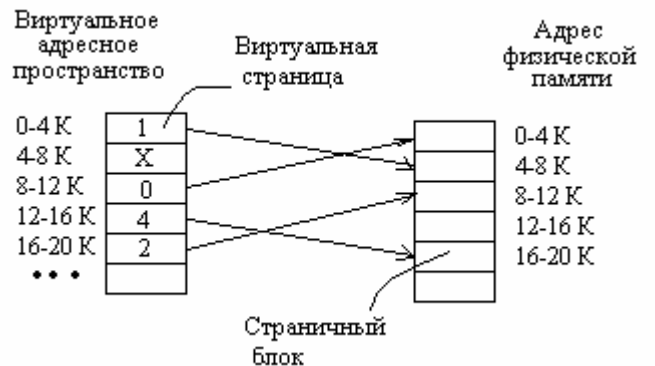 Виртуальное
адресное
пространство
Виртуальная
страница
Адрес
физической
памяти
0-4 К
1
4-8 К
X
8-12 К
0
12-16 К
4
16-20 К
2
• • •
0-4 К
4-8 К
8-12 К
12-16 К
16-20 К
Страничный
блок